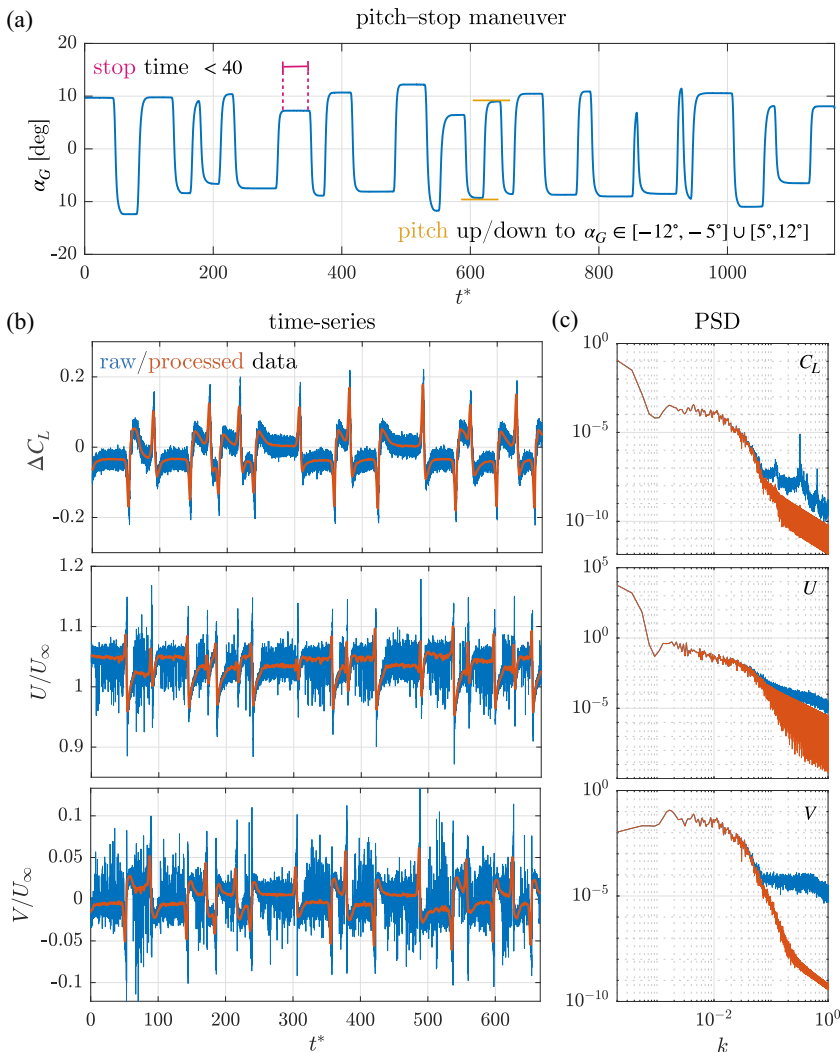 (a)
pitch–stop maneuver
20
10
0
10
-20
α_G [deg]
stop time < 40
pitch up/down to α_G ∈ [−12°, − 5°] ∪ [5°,12°]
0 200 400 600 800 1000
t*
(b) time-series
raw/processed data
0.2
0
-0.2
ΔC_L
1.2
1.1
1
0.9
U/U_∞
0.1
0.05
0
-0.05
-0.1
V/U_∞
0 100 200 300 400 500 600
t*
(c) PSD
C_L
10^0
10^-5
10^-10
U
10^5
10^0
10^-5
V
10^0
10^-5
10^-10
10^-2 10^0
k